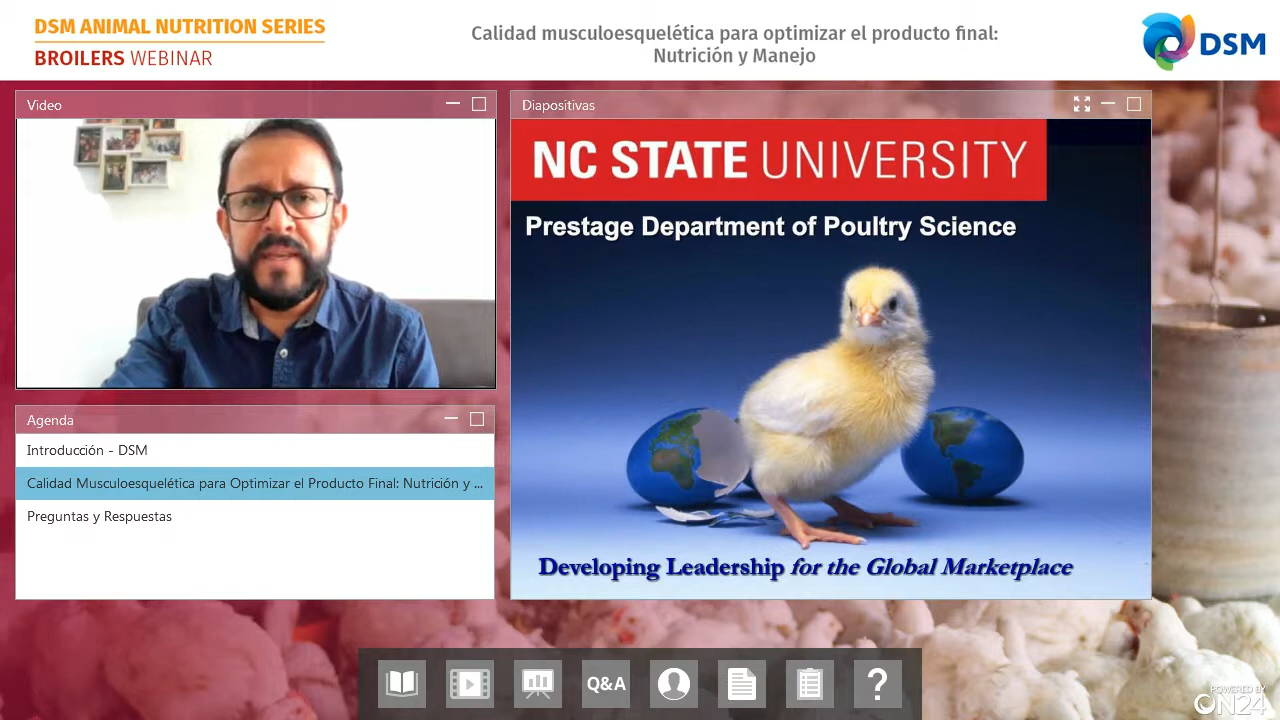 DSM ANIMAL NUTRITION SERIES
BROILERS WEBINAR
Calidad musculoesquelética para optimizar el producto final:
Nutrición y Manejo
DSM
Video
Diapositivas
NC STATE UNIVERSITY
Prestage Department of Poultry Science
Developing Leadership for the Global Marketplace
Agenda
Introducción - DSM
Calidad Musculoesquelética para Optimizar el Producto Final: Nutrición y ...
Preguntas y Respuestas
Q&A
?
POWERED BY
ON24